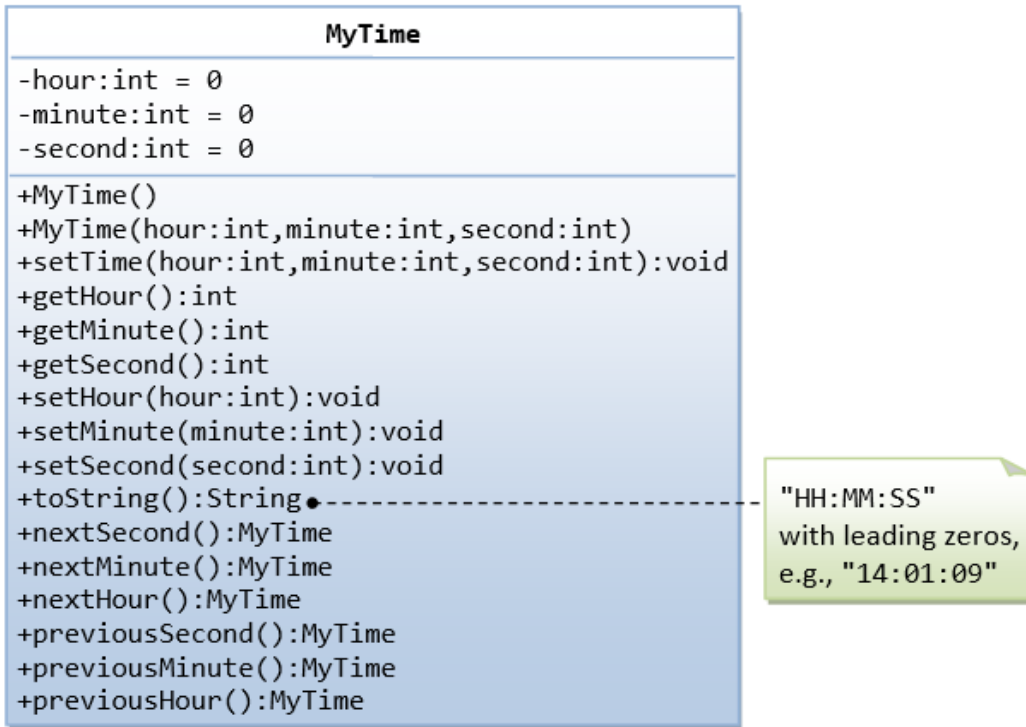 MyTime
-hour:int = 0
-minute:int = 0
-second:int = 0
+MyTime()
+MyTime(hour:int,minute:int,second:int)
+setTime(hour:int,minute:int,second:int):void
+getHour():int
+getMinute():int
+getSecond():int
+setHour(hour:int):void
+setMinute(minute:int):void
+setSecond(second:int):void
+toString():String
+nextSecond():MyTime
+nextMinute():MyTime
+nextHour():MyTime
+previousSecond():MyTime
+previousMinute():MyTime
+previousHour():MyTime
"HH:MM:SS"
with leading zeros,
e.g., "14:01:09"